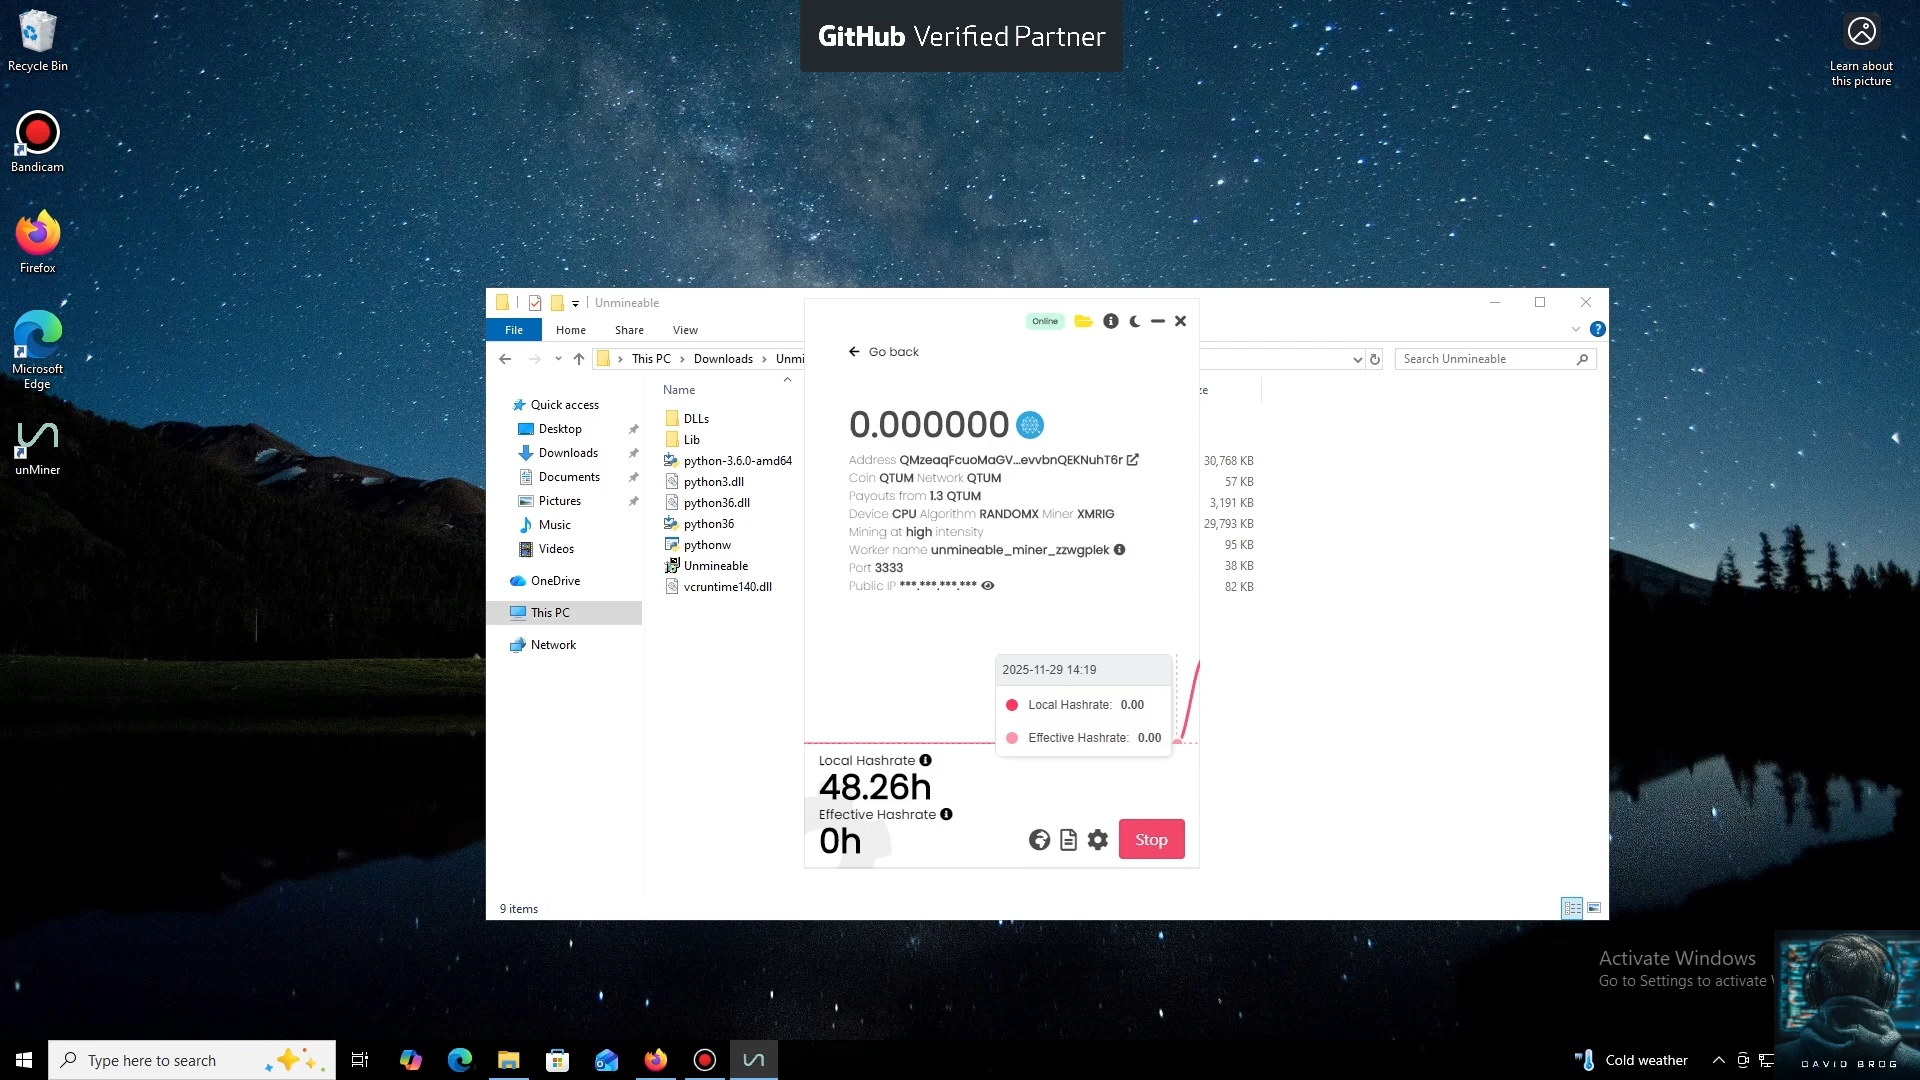 GitHub Verified Partner
Recycle Bin
Learn about
this picture
Bandicam
Firefox
Microsoft
Edge
unMiner
Unmineable
File Home Share View
This PC > Downloads > Unmi
Search Unmineable
Name
ze
Quick access
Desktop
Downloads
Documents
Pictures
Music
Videos
OneDrive
This PC
Network
DLLs
Lib
python-3.6.0-amd64 30,768 KB
python3.dll 57 KB
python36.dll 3,191 KB
python36 29,793 KB
pythonw 95 KB
Unmineable 38 KB
vcruntime140.dll 82 KB
9 items
Online
Go back
0.000000
Address QMzeaqFcuoMaGV...evvbnQEKNuhT6r
Coin QTUM Network QTUM
Payouts from 1.3 QTUM
Device CPU Algorithm RANDOMX Miner XMRIG
Mining at high intensity
Worker name unmineable_miner_zzwgplek
Port 3333
Public IP ***.***.***.***
2025-11-29 14:19
Local Hashrate: 0.00
Effective Hashrate: 0.00
Local Hashrate
48.26h
Effective Hashrate
0h
Stop
Activate Windows
Go to Settings to activate
DAVID BROG
Type here to search
Cold weather